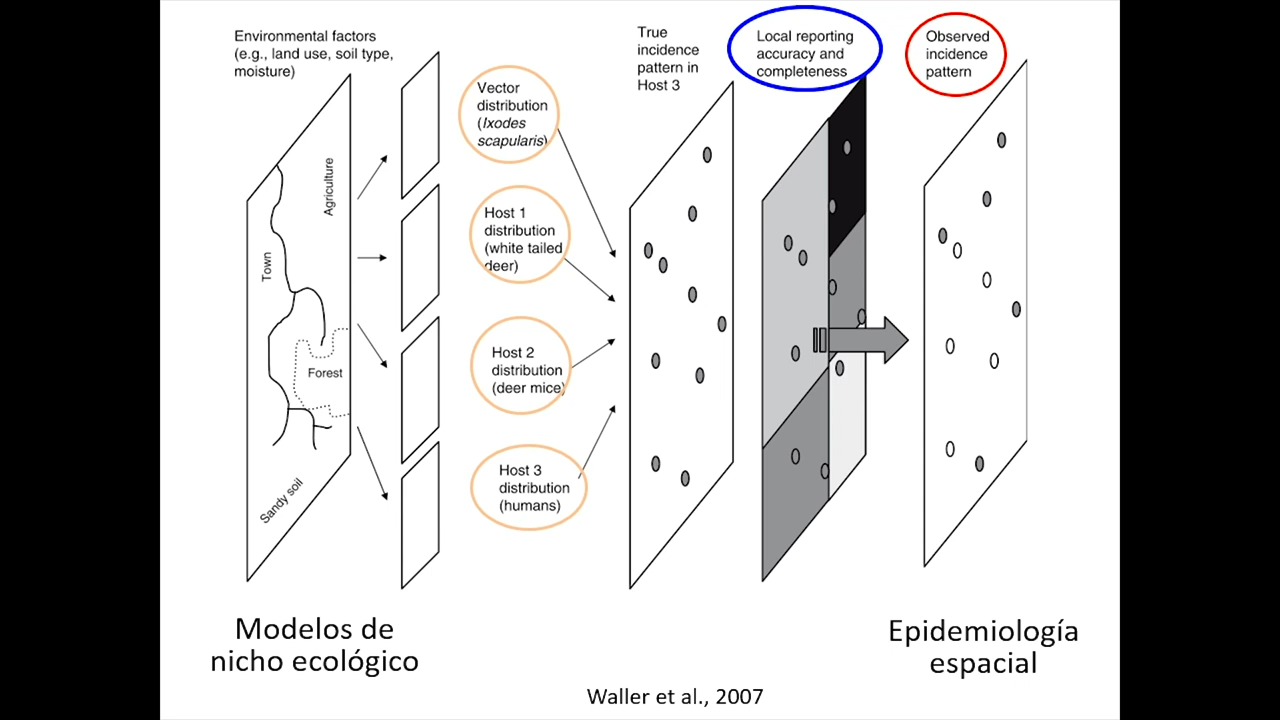 Environmental factors
(e.g., land use, soil type,
moisture)
Agriculture
Town
Forest
Sandy soil
Vector
distribution
(Ixodes
scapularis)
Host 1
distribution
(white tailed
deer)
Host 2
distribution
(deer mice)
Host 3
distribution
(humans)
True
incidence
pattern in
Host 3
Local reporting
accuracy and
completeness
Observed
incidence
pattern
Modelos de
nicho ecológico
Epidemiología
espacial
Waller et al., 2007